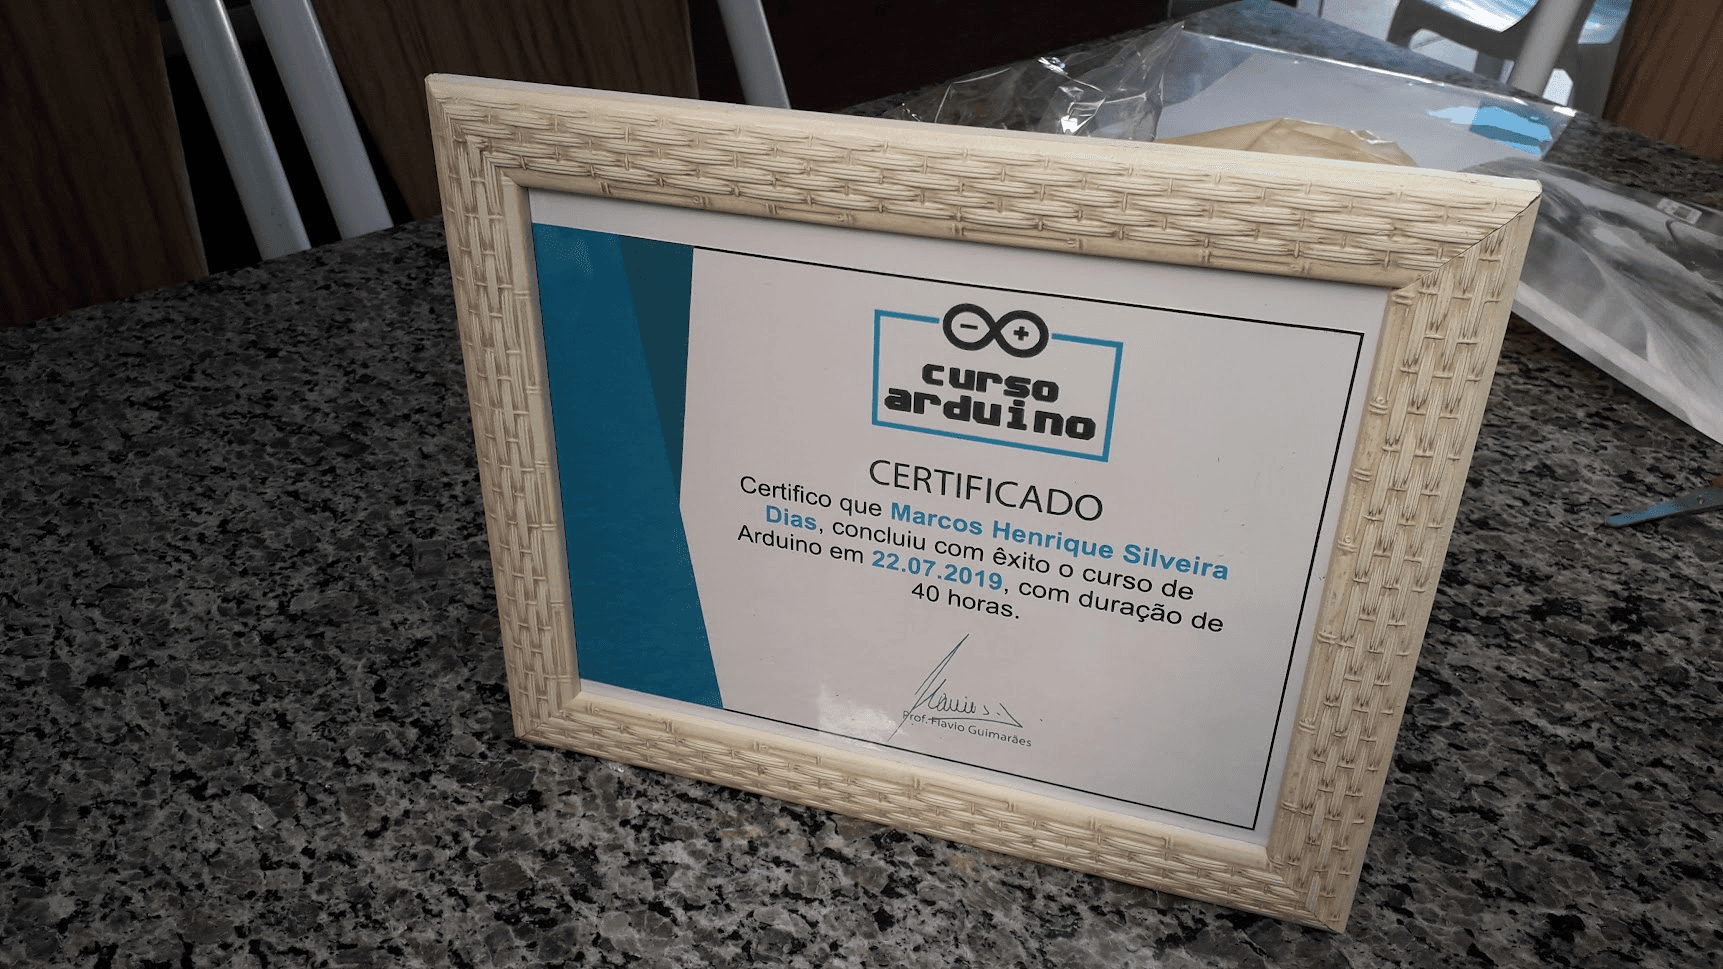 curso
arduino
CERTIFICADO
Certifico que Marcos Henrique Silveira
Dias, concluiu com êxito o curso de
Arduino em 22.07.2019, com duração de
40 horas.
Prof. Flavio Guimarães